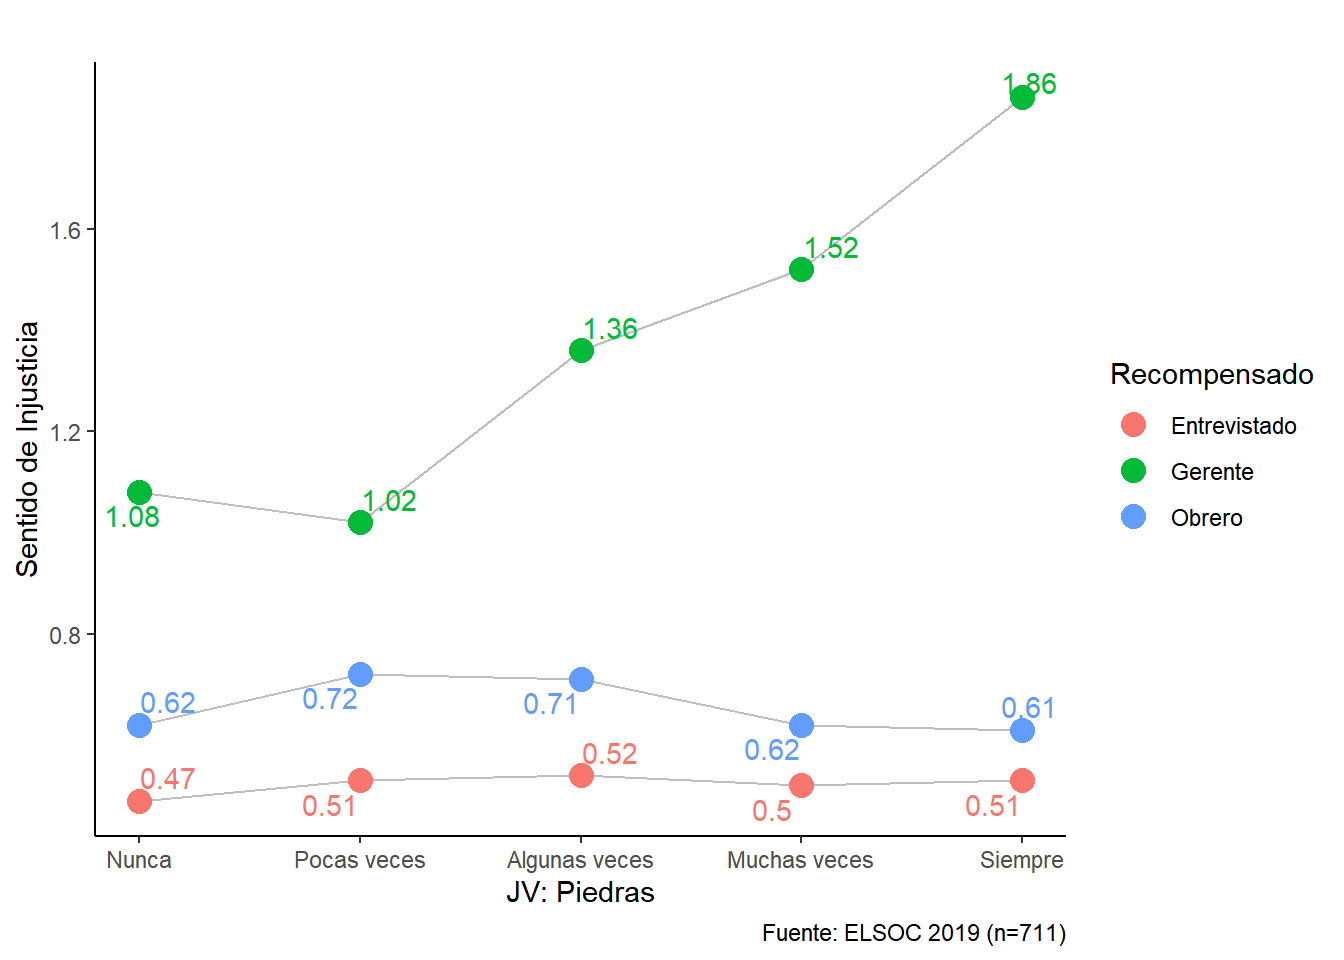 1.86
1.6
1.52
1.36
1.2
1.08
1.02
0.8
0.62
0.72
0.71
0.62
0.61
0.47
0.51
0.52
0.5
0.51
Sentido de Injusticia
Nunca
Pocas veces
Algunas veces
Muchas veces
Siempre
JV: Piedras
Recompensado
Entrevistado
Gerente
Obrero
Fuente: ELSOC 2019 (n=711)